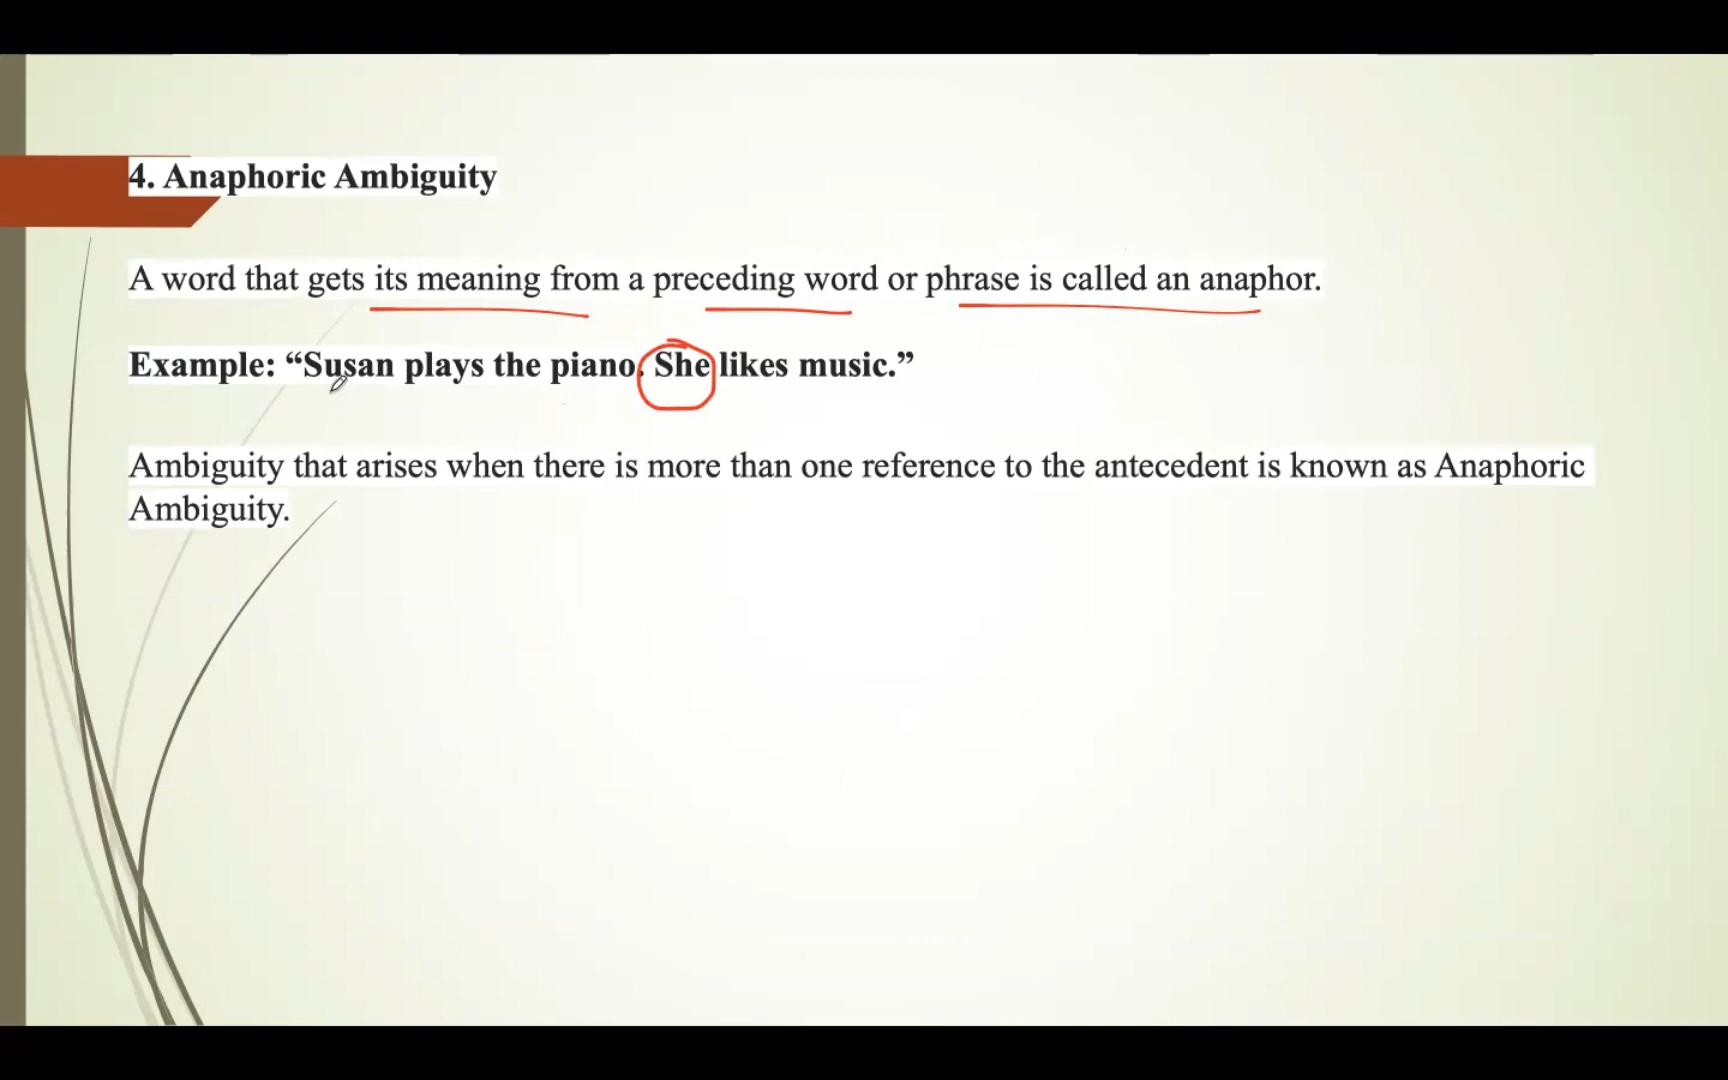 4. Anaphoric Ambiguity
A word that gets its meaning from a preceding word or phrase is called an anaphor.
Example: “Susan plays the piano. She likes music.”
Ambiguity that arises when there is more than one reference to the antecedent is known as Anaphoric
Ambiguity.